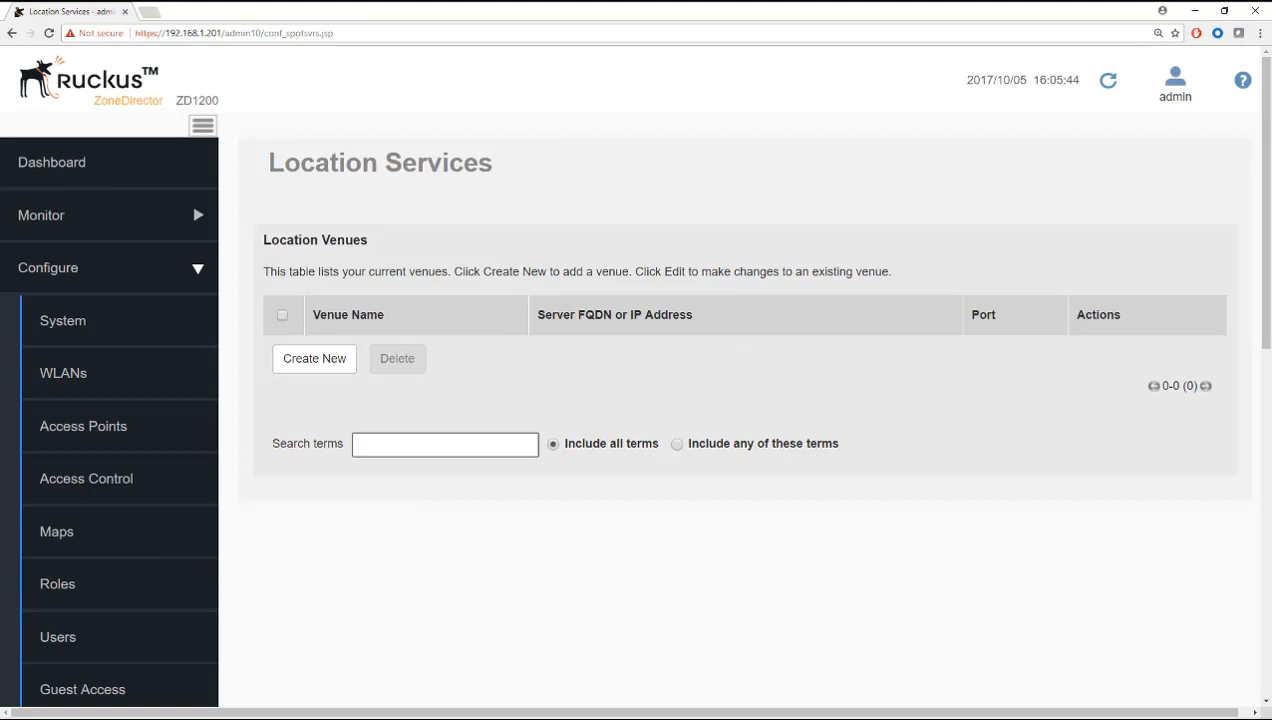 Location Services - admi
Not secure | https://192.168.1.201/admin10/conf_spotsvrs.jsp
RUCKUS™
ZoneDirector ZD1200
2017/10/05 16:05:44
admin
Dashboard
Monitor
Configure
System
WLANs
Access Points
Access Control
Maps
Roles
Users
Guest Access
Location Services
Location Venues
This table lists your current venues. Click Create New to add a venue. Click Edit to make changes to an existing venue.
Venue Name Server FQDN or IP Address Port Actions
Create New Delete
0-0 (0)
Search terms Include all terms Include any of these terms